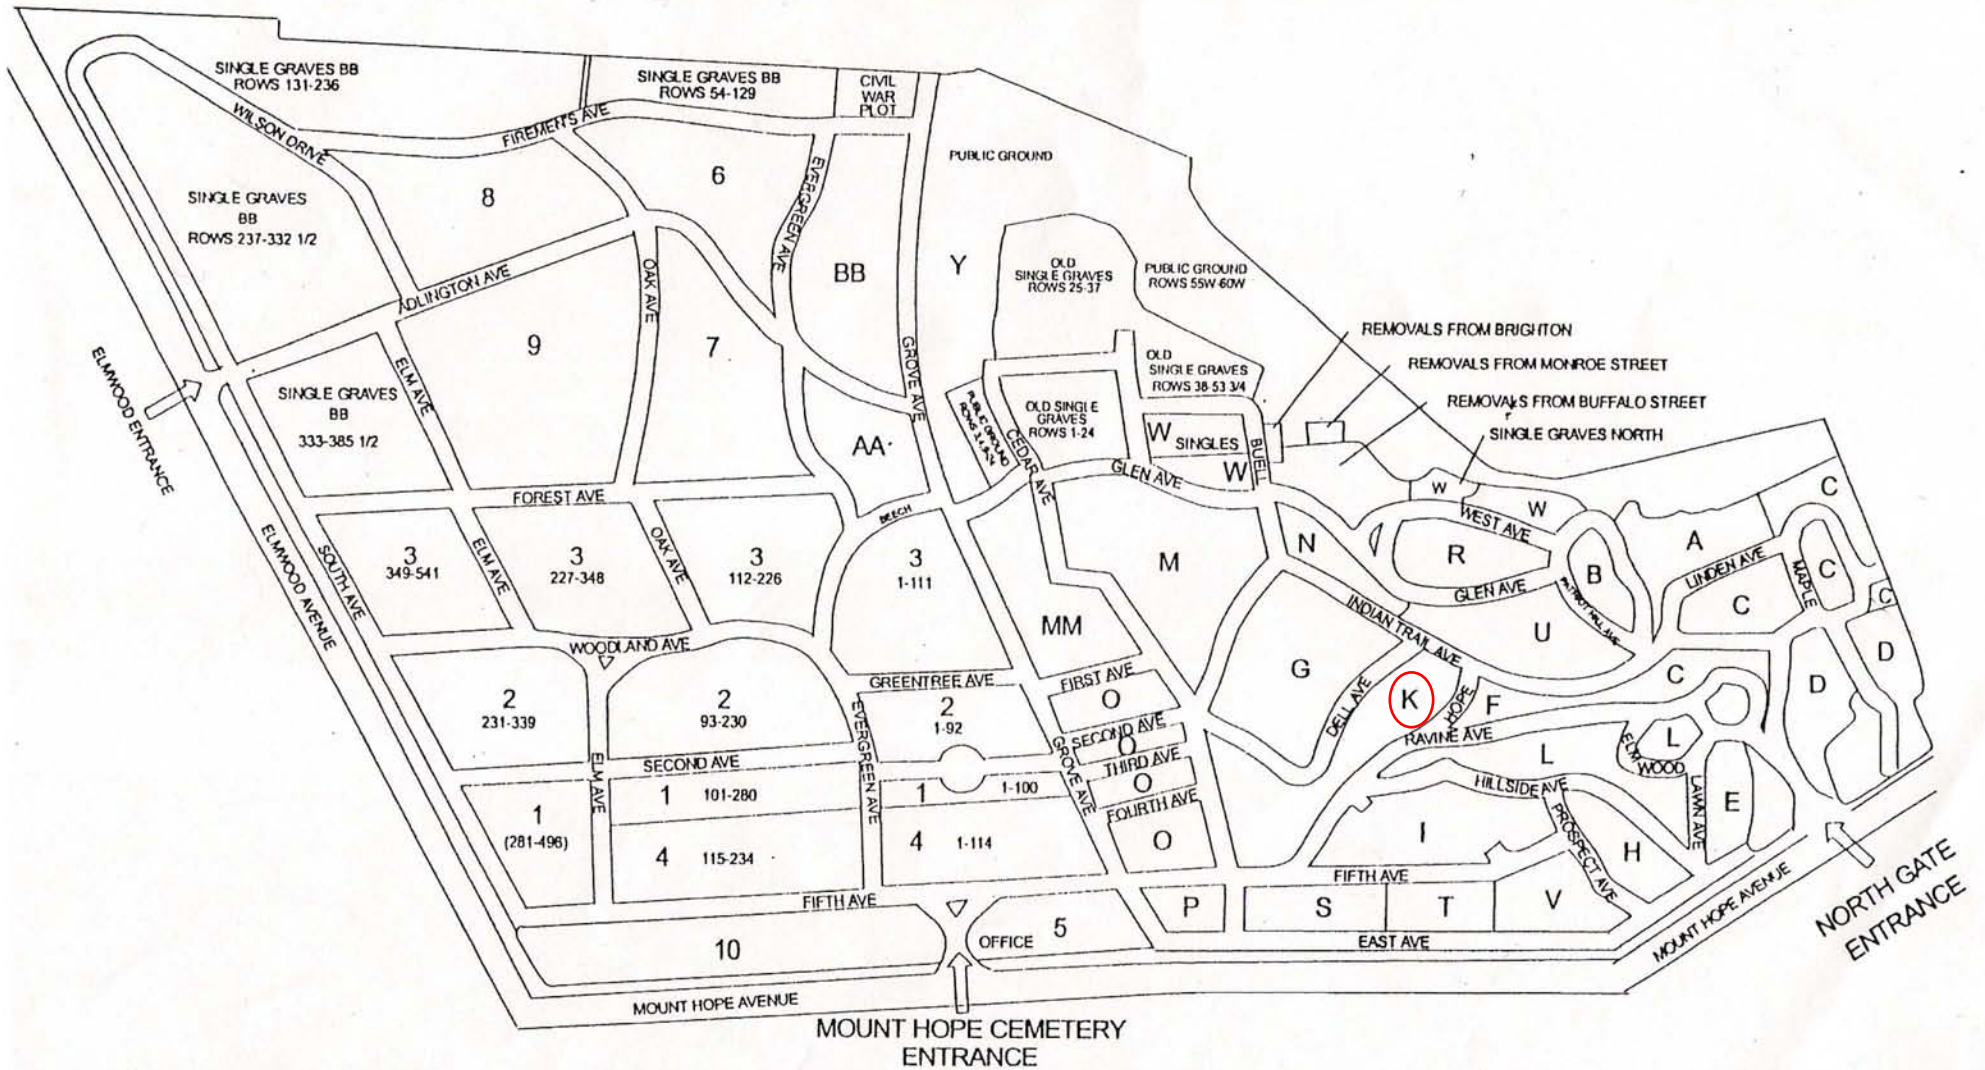 SINGLE GRAVES BB
ROWS 131-236
SINGLE GRAVES BB
ROWS 54-129
CIVIL
WAR
PLOT
WILSON DRIVE
FIREMEN'S AVE
EVERGREEN AVE
PUBLIC GROUND
SINGLE GRAVES
BB
ROWS 237-332 1/2
8
6
BB
Y
OLD
SINGLE GRAVES
ROWS 25-37
PUBLIC GROUND
ROWS 55W-60W
ADLINGTON AVE
OAK AVE
9
7
GROVE AVE
ELMWOOD ENTRANCE
ELM AVE
SINGLE GRAVES
BB
333-385 1/2
AA
PUBLIC GROUND
OLD SINGLE
GRAVES
ROWS 1-24
CEDAR AVE
OLD
SINGLE GRAVES
ROWS 38-53 3/4
W
SINGLES
W
BUELL
GLEN AVE
REMOVALS FROM BRIGHTON
REMOVALS FROM MONROE STREET
REMOVALS FROM BUFFALO STREET
SINGLE GRAVES NORTH
W
W
WEST AVE
FOREST AVE
BEECH
ELMWOOD AVENUE
SOUTH AVE
3
349-541
ELM AVE
3
227-348
OAK AVE
3
112-226
3
1-111
M
N
R
B
A
C
LINDEN AVE
MAPLE
C
C
C
GLEN AVE
PATRIOT HILL AVE
INDIAN TRAIL AVE
U
MM
WOODLAND AVE
GREENTREE AVE
FIRST AVE
G
DELL AVE
K
HOPE
F
C
D
D
2
231-339
2
93-230
2
1-92
EVERGREEN AVE
O
SECOND AVE
O
THIRD AVE
O
FOURTH AVE
O
GROVE AVE
RAVINE AVE
L
ELM
WOOD
L
LAWN AVE
E
HILLSIDE AVE
PROSPECT AVE
I
H
SECOND AVE
ELM AVE
1
(281-496)
1 101-280
4 115-234
1 1-100
4 1-114
FIFTH AVE
FIFTH AVE
P
S
T
V
EAST AVE
10
OFFICE
5
MOUNT HOPE AVENUE
MOUNT HOPE AVENUE
NORTH GATE
ENTRANCE
MOUNT HOPE CEMETERY
ENTRANCE